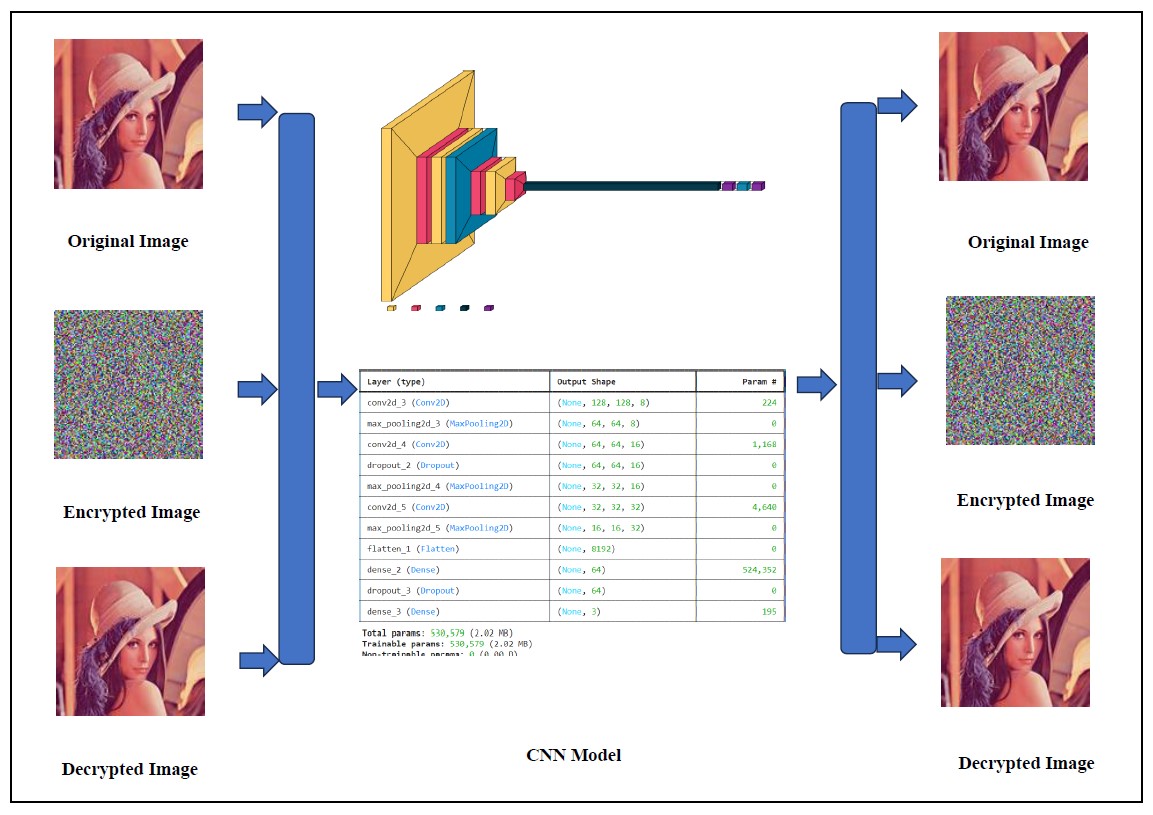 Original Image
Encrypted Image
Decrypted Image
Layer (type) Output Shape Param #
conv2d_3 (Conv2D) (None, 128, 128, 8) 224
max_pooling2d_3 (MaxPooling2D) (None, 64, 64, 8) 0
conv2d_4 (Conv2D) (None, 64, 64, 16) 1,168
dropout_2 (Dropout) (None, 64, 64, 16) 0
max_pooling2d_4 (MaxPooling2D) (None, 32, 32, 16) 0
conv2d_5 (Conv2D) (None, 32, 32, 32) 4,640
max_pooling2d_5 (MaxPooling2D) (None, 16, 16, 32) 0
flatten_1 (Flatten) (None, 8192) 0
dense_2 (Dense) (None, 64) 524,352
dropout_3 (Dropout) (None, 64) 0
dense_3 (Dense) (None, 3) 195
Total params: 530,579 (2.02 MB)
Trainable params: 530,579 (2.02 MB)
Non-trainable params: 0 (0.00
CNN Model
Original Image
Encrypted Image
Decrypted Image